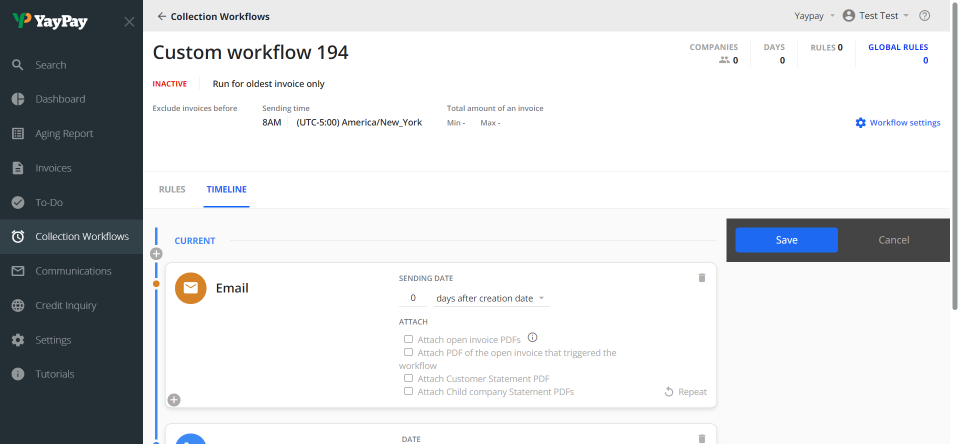 YayPay
Search
Dashboard
Aging Report
Invoices
To-Do
Collection Workflows
Communications
Credit Inquiry
Settings
Tutorials
Collection Workflows
Yaypay
Test Test
Custom workflow 194
COMPANIES
0
DAYS
0
RULES 0
GLOBAL RULES
0
INACTIVE
Run for oldest invoice only
Exclude invoices before
Sending time
8AM
(UTC-5:00) America/New_York
Total amount of an invoice
Min -
Max -
Workflow settings
RULES
TIMELINE
CURRENT
Save
Cancel
Email
SENDING DATE
0
days after creation date
ATTACH
Attach open invoice PDFs
Attach PDF of the open invoice that triggered the
workflow
Attach Customer Statement PDF
Attach Child company Statement PDFs
Repeat
DATE